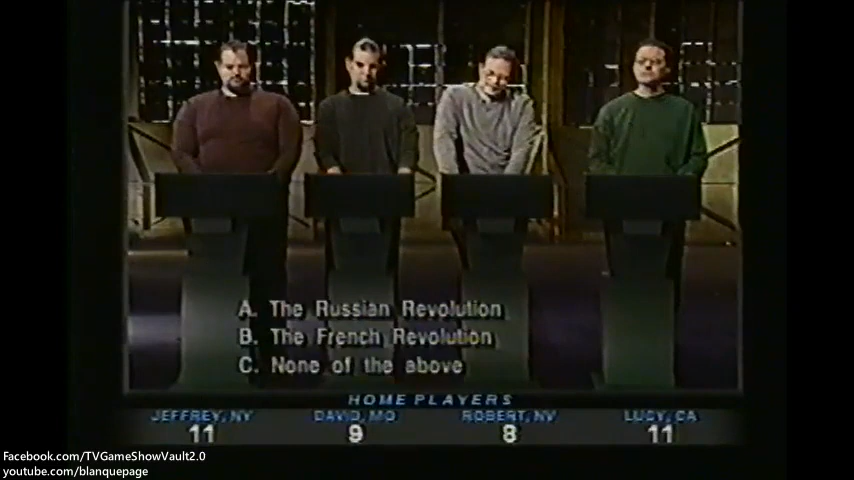 A. The Russian Revolution
B. The French Revolution
C. None of the above
HOME PLAYERS
JEFFREY, NY DAVID, MO ROBERT, NV LUCY, CA
11 9 8 11
Facebook.com/TVGameShowVault2.0
youtube.com/blanquepage